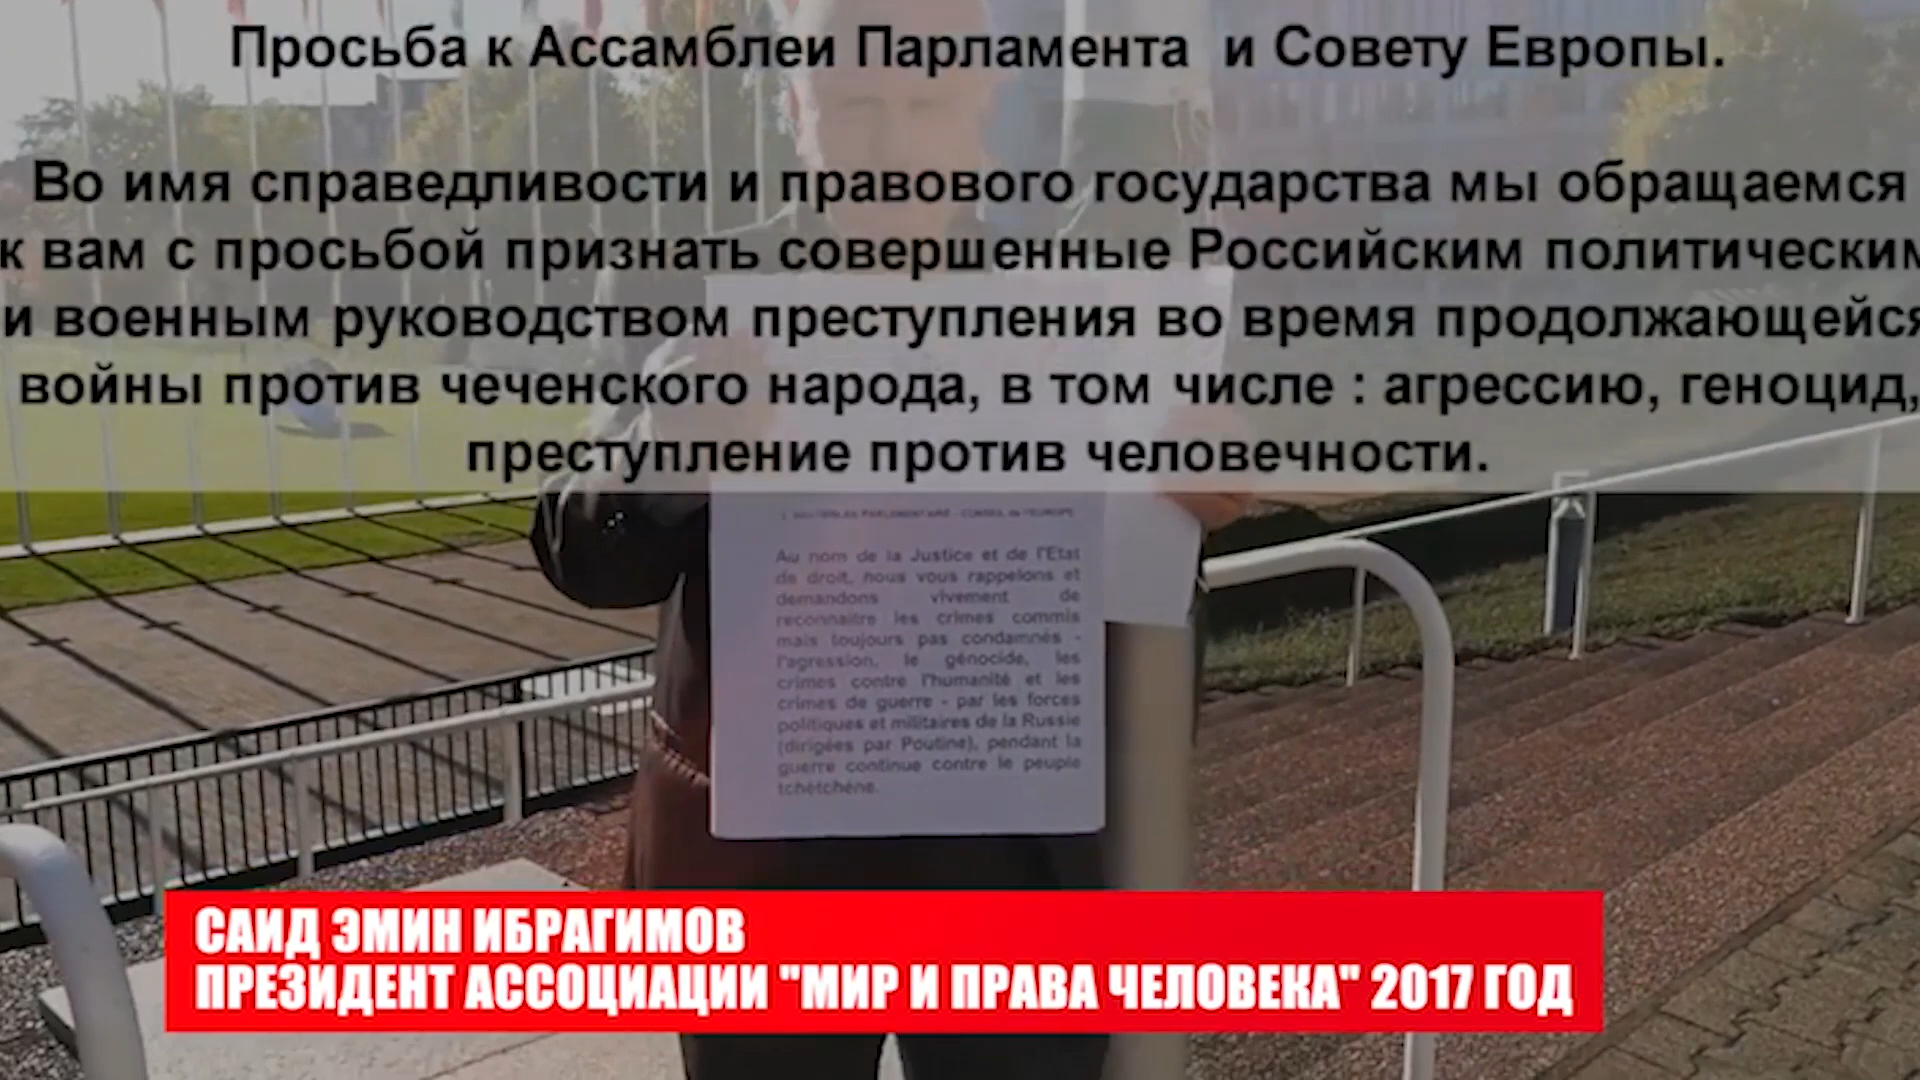 Просьба к Ассамблеи Парламента и Совету Европы.
Во имя справедливости и правового государства мы обращаемся
к вам с просьбой признать совершенные Российским политическим
и военным руководством преступления во время продолжающейся
войны против чеченского народа, в том числе : агрессию, геноцид,
преступление против человечности.
PARLEMENTAIRE - CONSEIL de l'EUROPE
Au nom de la Justice et de l'Etat
de droit, nous vous rappelons et
demandons vivement de
reconnaitre les crimes commis
mais toujours pas condamnés -
l'agression, le génocide, les
crimes contre l'humanité et les
crimes de guerre - par les forces
politiques et militaires de la Russie
(dirigées par Poutine), pendant la
guerre continue contre le peuple
tchétchène.
САИД ЭМИН ИБРАГИМОВ
ПРЕЗИДЕНТ АССОЦИАЦИИ "МИР И ПРАВА ЧЕЛОВЕКА" 2017 ГОД